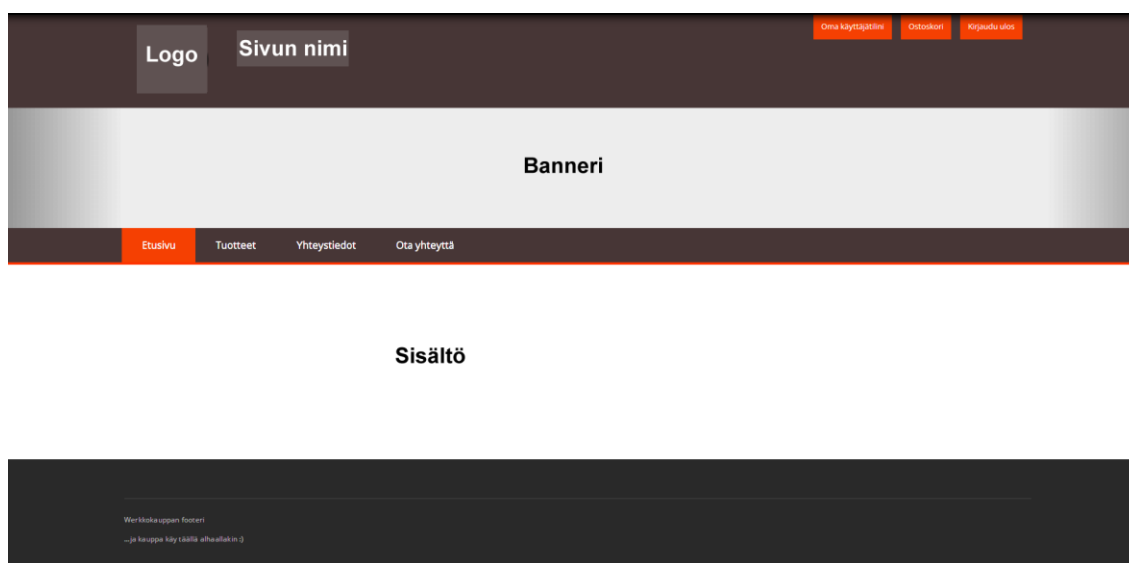 Logo
Sivun nimi
Oma käyttäjätilini
Ostoskori
Kirjaudu ulos
Banneri
Etusivu
Tuotteet
Yhteystiedot
Ota yhteyttä
Sisältö
Werkkokauppan footeri
...ja kauppa käy täällä alhaallakin :)